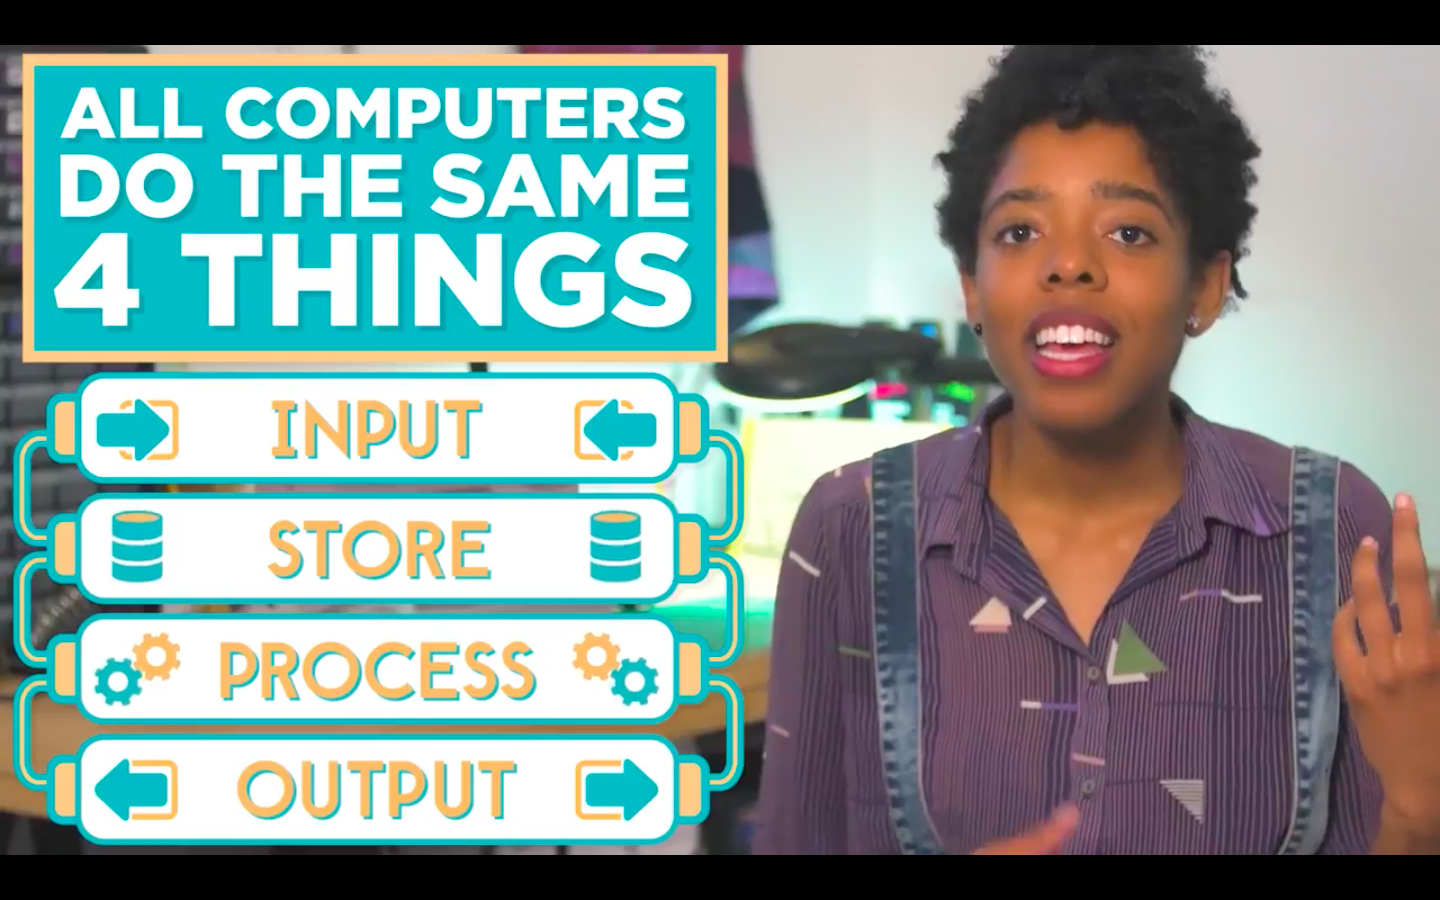 ALL COMPUTERS
DO THE SAME
4 THINGS
INPUT
STORE
PROCESS
OUTPUT